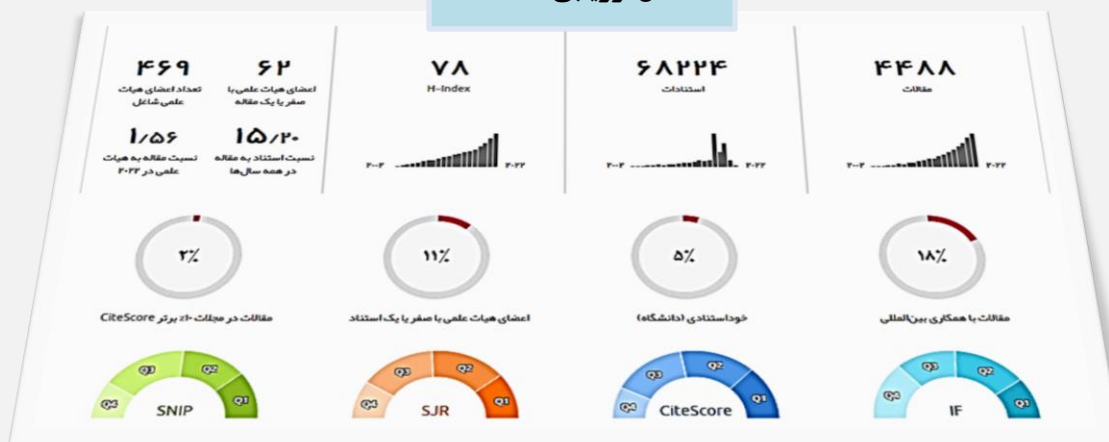 ۴۴۸۸
مقالات
۲۰۰۳
۲۰۲۲
۶۸۲۲۴
استنادات
۲۰۰۳
۲۰۲۲
۷۸
H-Index
۲۰۰۳
۲۰۲۲
۶۲
اعضای هیات علمی با
صفر یا یک مقاله
۴۶۹
تعداد اعضای هیات
علمی شاغل
۱۵/۲۰
نسبت استناد به مقاله
در همه سال‌ها
۱/۵۶
نسبت مقاله به هیات
علمی در ۲۰۲۲
۱۸٪
مقالات با همکاری بین‌المللی
۵٪
خوداستنادی (دانشگاه)
۱۱٪
اعضای هیات علمی با صفر یا یک استناد
۲٪
مقالات در مجلات ۱۰٪ برتر CiteScore
Q4
Q3
Q2
Q1
IF
Q4
Q3
Q2
Q1
CiteScore
Q4
Q3
Q2
Q1
SJR
Q4
Q3
Q2
Q1
SNIP